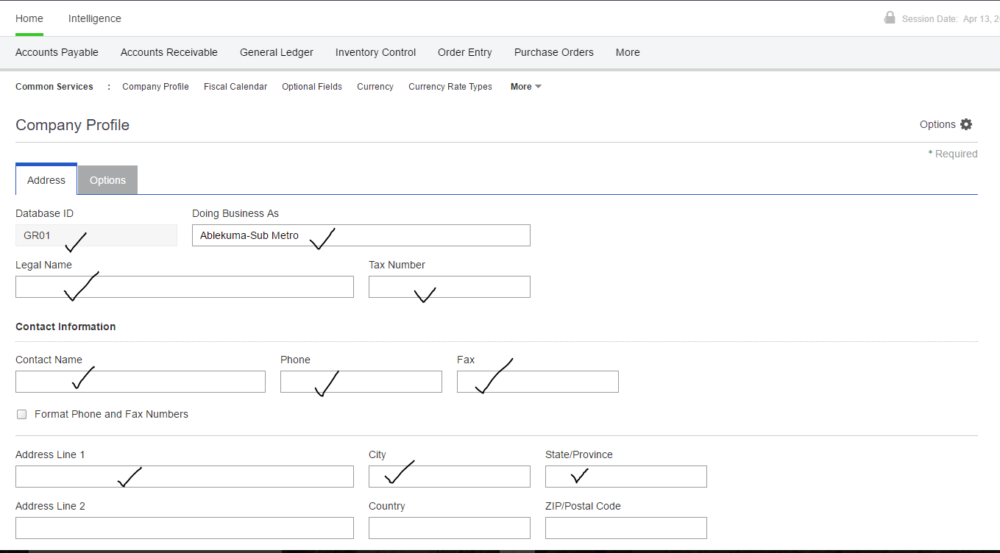 Home Intelligence Session Date: Apr 13, 2
Accounts Payable Accounts Receivable General Ledger Inventory Control Order Entry Purchase Orders More
Common Services : Company Profile Fiscal Calendar Optional Fields Currency Currency Rate Types More
Company Profile Options
* Required
Address Options
Database ID Doing Business As
GR01 Ablekuma-Sub Metro
Legal Name Tax Number
Contact Information
Contact Name Phone Fax
Format Phone and Fax Numbers
Address Line 1 City State/Province
Address Line 2 Country ZIP/Postal Code